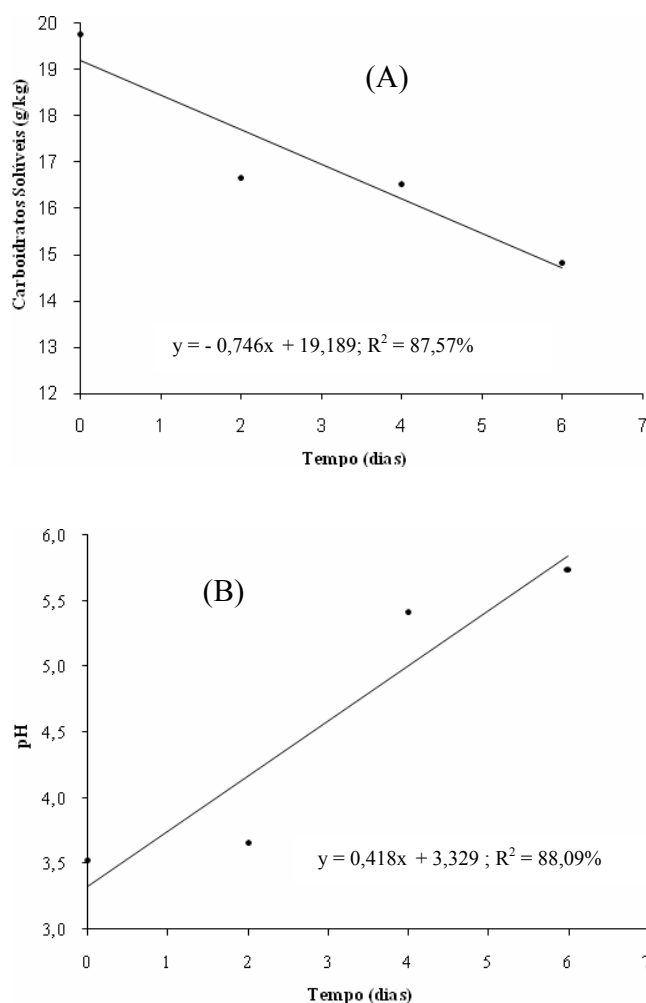 20
19
18
17
16
15
14
13
12
Carboidratos Solúveis (g/kg)
(A)
y = - 0,746x + 19,189; R² = 87,57%
0 1 2 3 4 5 6 7
Tempo (dias)
6,0
5,5
5,0
4,5
4,0
3,5
3,0
pH
(B)
y = 0,418x + 3,329 ; R² = 88,09%
0 1 2 3 4 5 6 7
Tempo (dias)